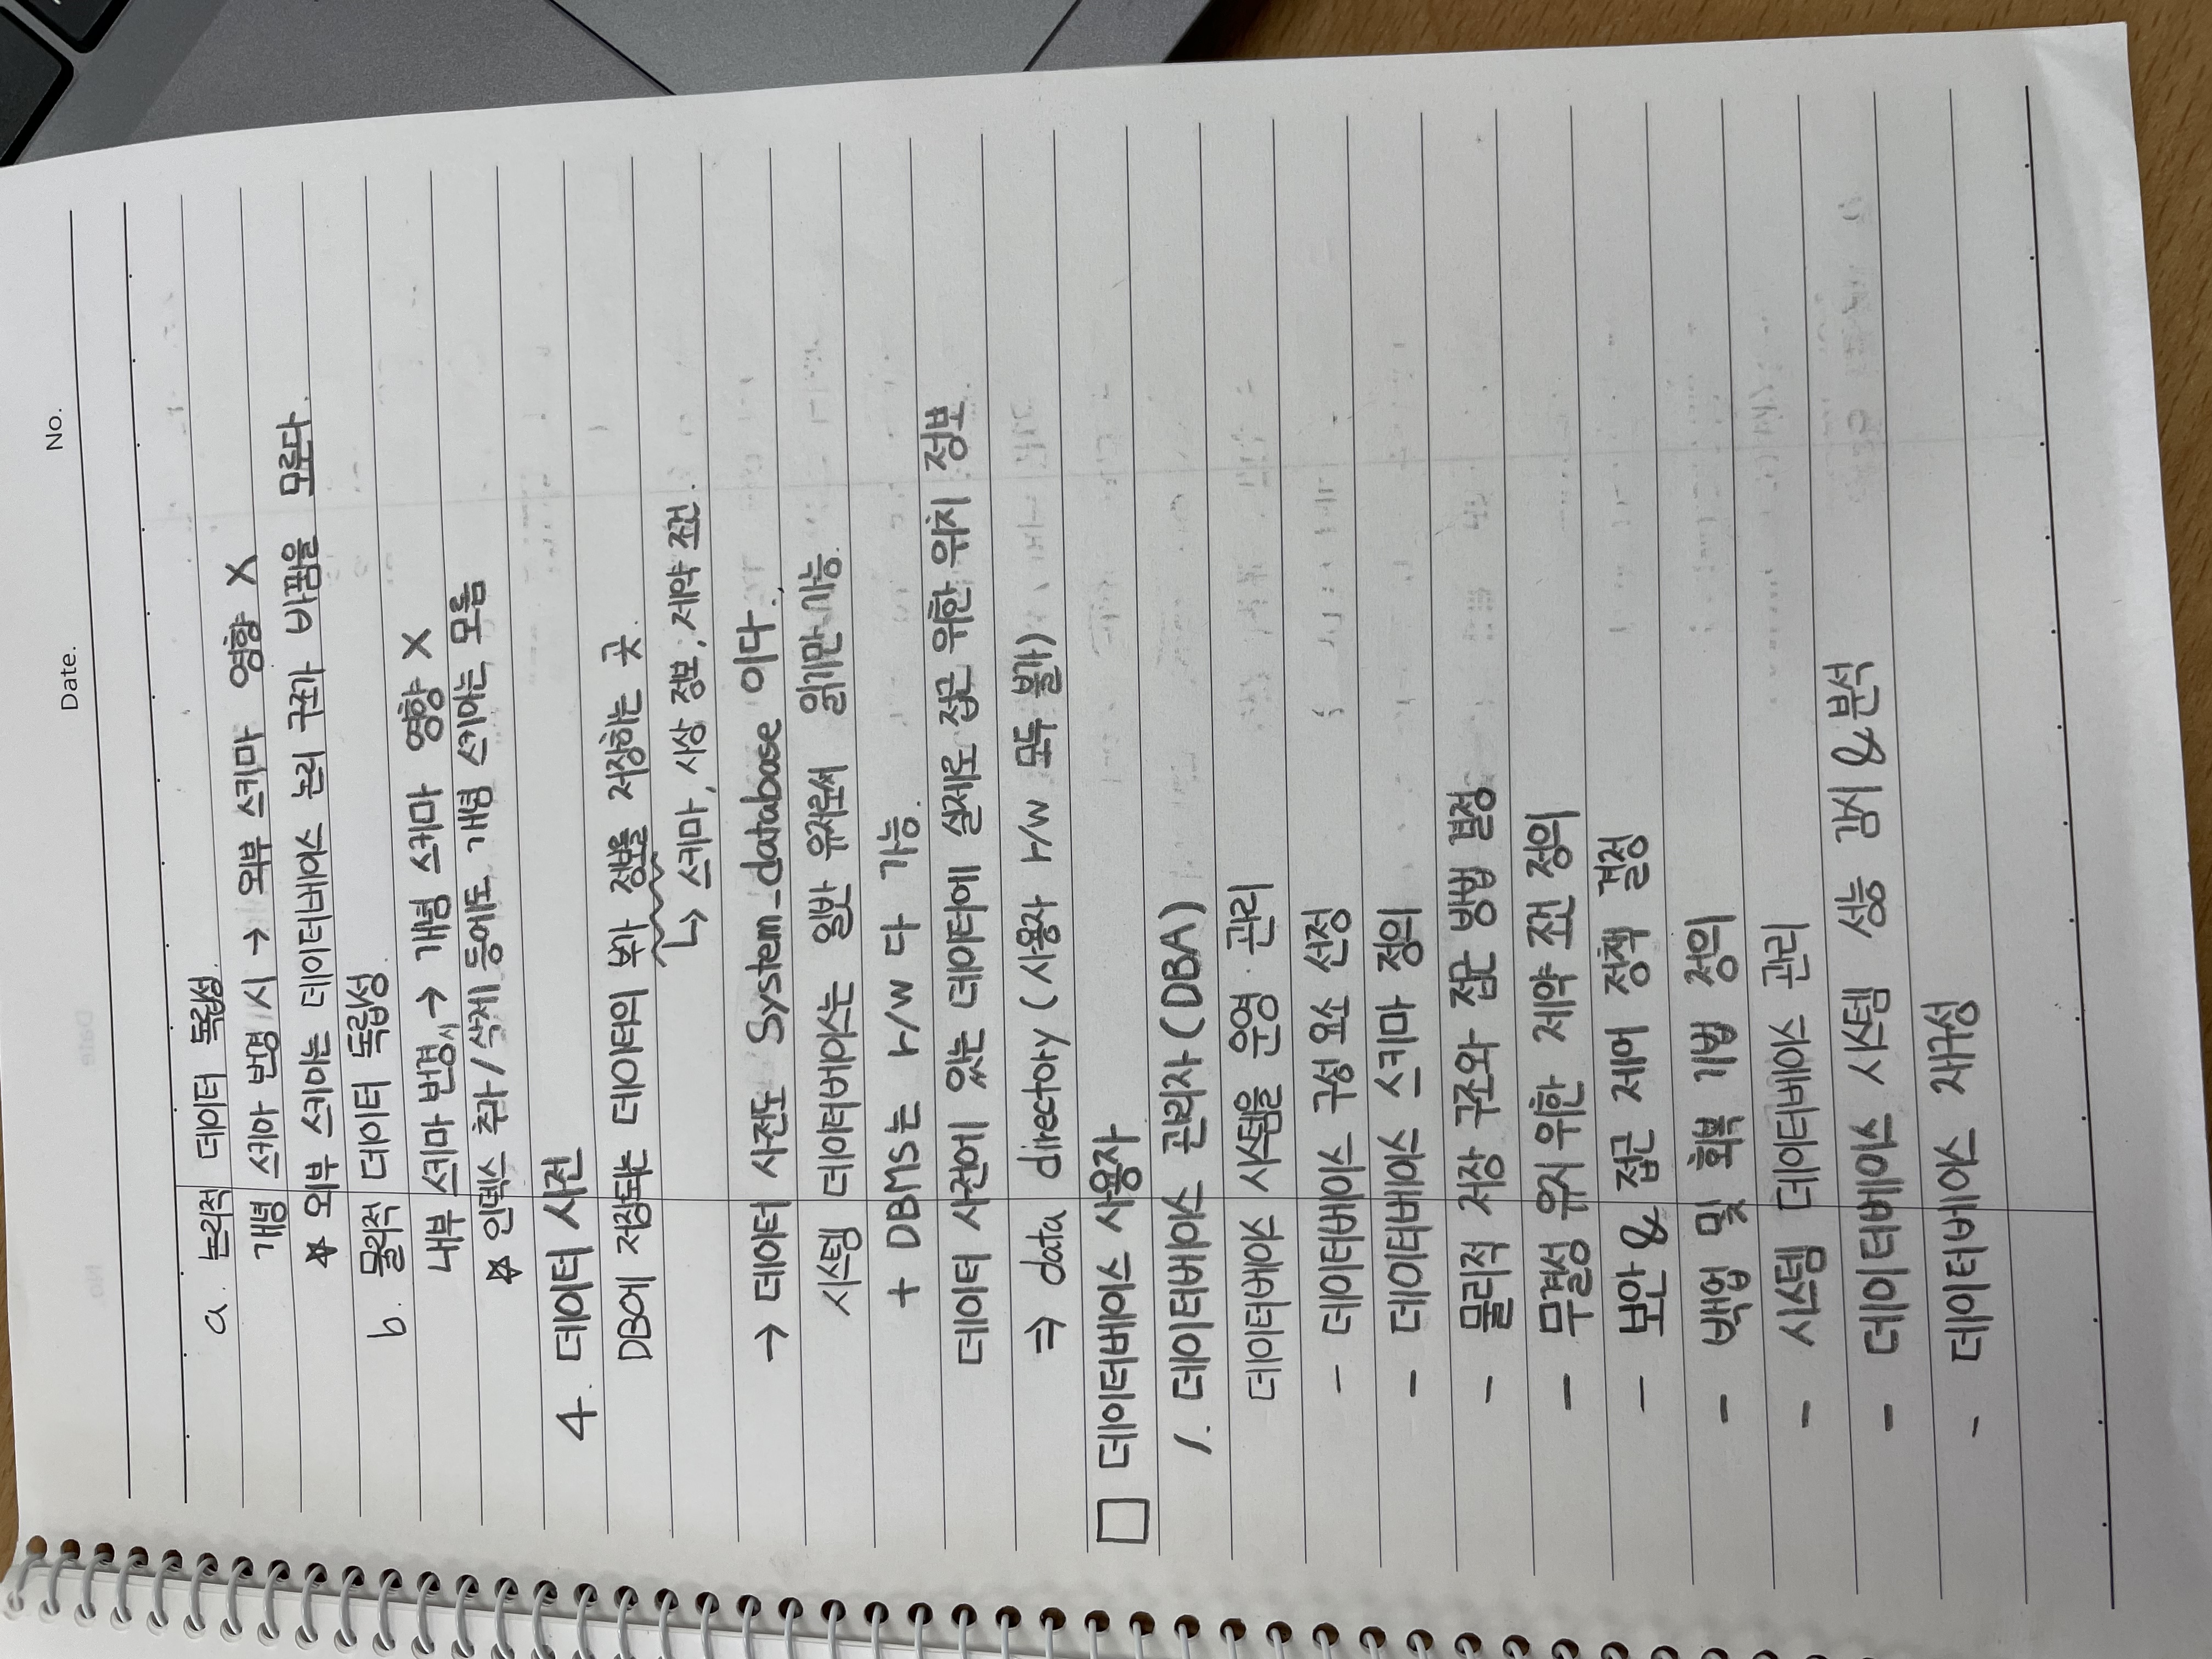 Date. No.
a. 논리적 데이터 독립성.
개념 스키마 변경 시 → 외부 스키마 영향 X
☆ 외부 스키마는 데이터베이스 논리 구조가 바뀜을 모른다.
b. 물리적 데이터 독립성.
내부 스키마 변경시 → 개념 스키마 영향 X
☆ 인덱스 추가/삭제 등에도 개념 스키마는 모름
4. 데이터 사전
DB에 저장되는 데이터의 부가 정보를 저장하는 곳.
↳ 스키마, 사상 정보, 제약 조건.
→ 데이터 사전도 System_database 이다.
시스템 데이터베이스는 일반 유저로써 읽기만 가능.
+ DBMS는 r/w 다 가능.
데이터 사전에 있는 데이터에 실제로 접근 위한 위치 정보
⇒ data directory (사용자 r/w 모두 불가)
□ 데이터베이스 사용자
1. 데이터베이스 관리자 (DBA)
데이터베이스 시스템을 운영·관리
- 데이터베이스 구성 요소 선정
- 데이터베이스 스키마 정의
- 물리적 저장 구조와 접근 방법 결정
- 무결성 유지 위한 제약 조건 정의
- 보안 & 접근 제어 정책 결정
- 백업 및 회복 기법 정의
- 시스템 데이터베이스 관리
- 데이터베이스 시스템 성능 감시 & 분석
- 데이터베이스 재구성